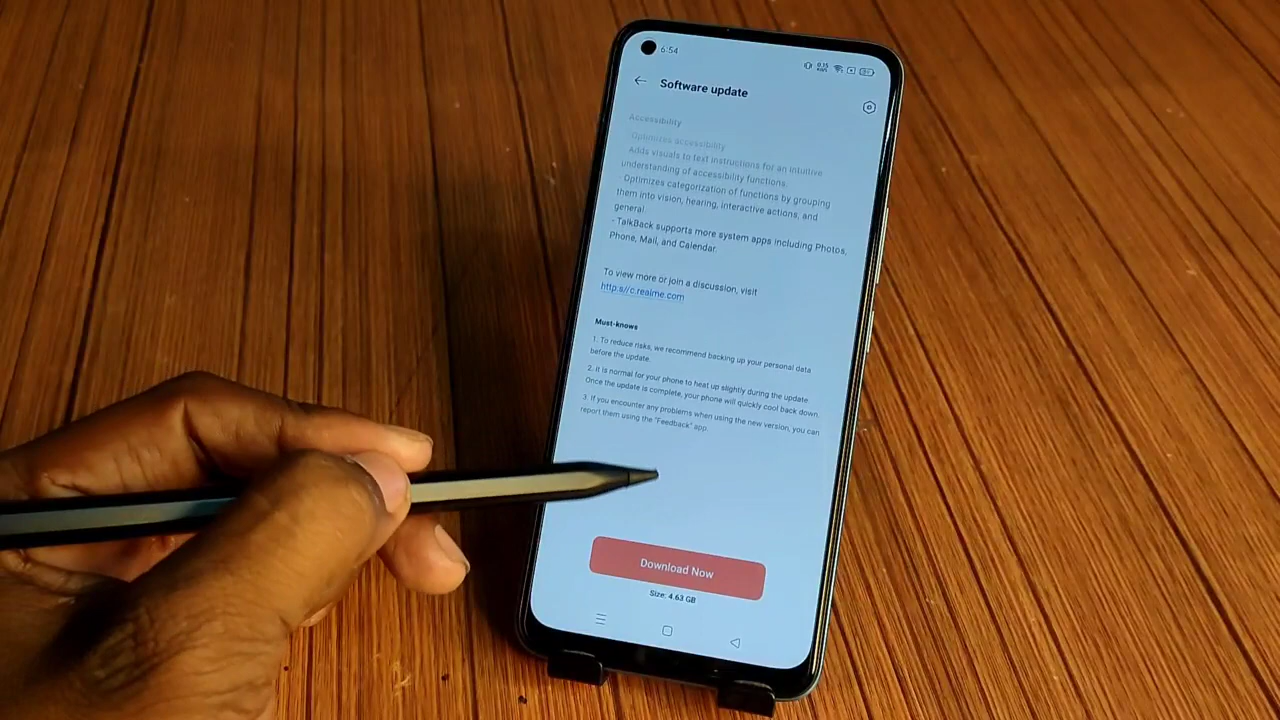 6:54
Software update
Accessibility
Optimizes accessibility
Adds visuals to text instructions for an intuitive
understanding of accessibility functions.
- Optimizes categorization of functions by grouping
them into vision, hearing, interactive actions, and
general.
- TalkBack supports more system apps including Photos,
Phone, Mail, and Calendar.
To view more or join a discussion, visit
http:s//c.realme.com
Must-knows
1. To reduce risks, we recommend backing up your personal data
before the update.
2. It is normal for your phone to heat up slightly during the update.
Once the update is complete, your phone will quickly cool back down.
3. If you encounter any problems when using the new version, you can
report them using the "Feedback" app.
Download Now
Size: 4.63 GB